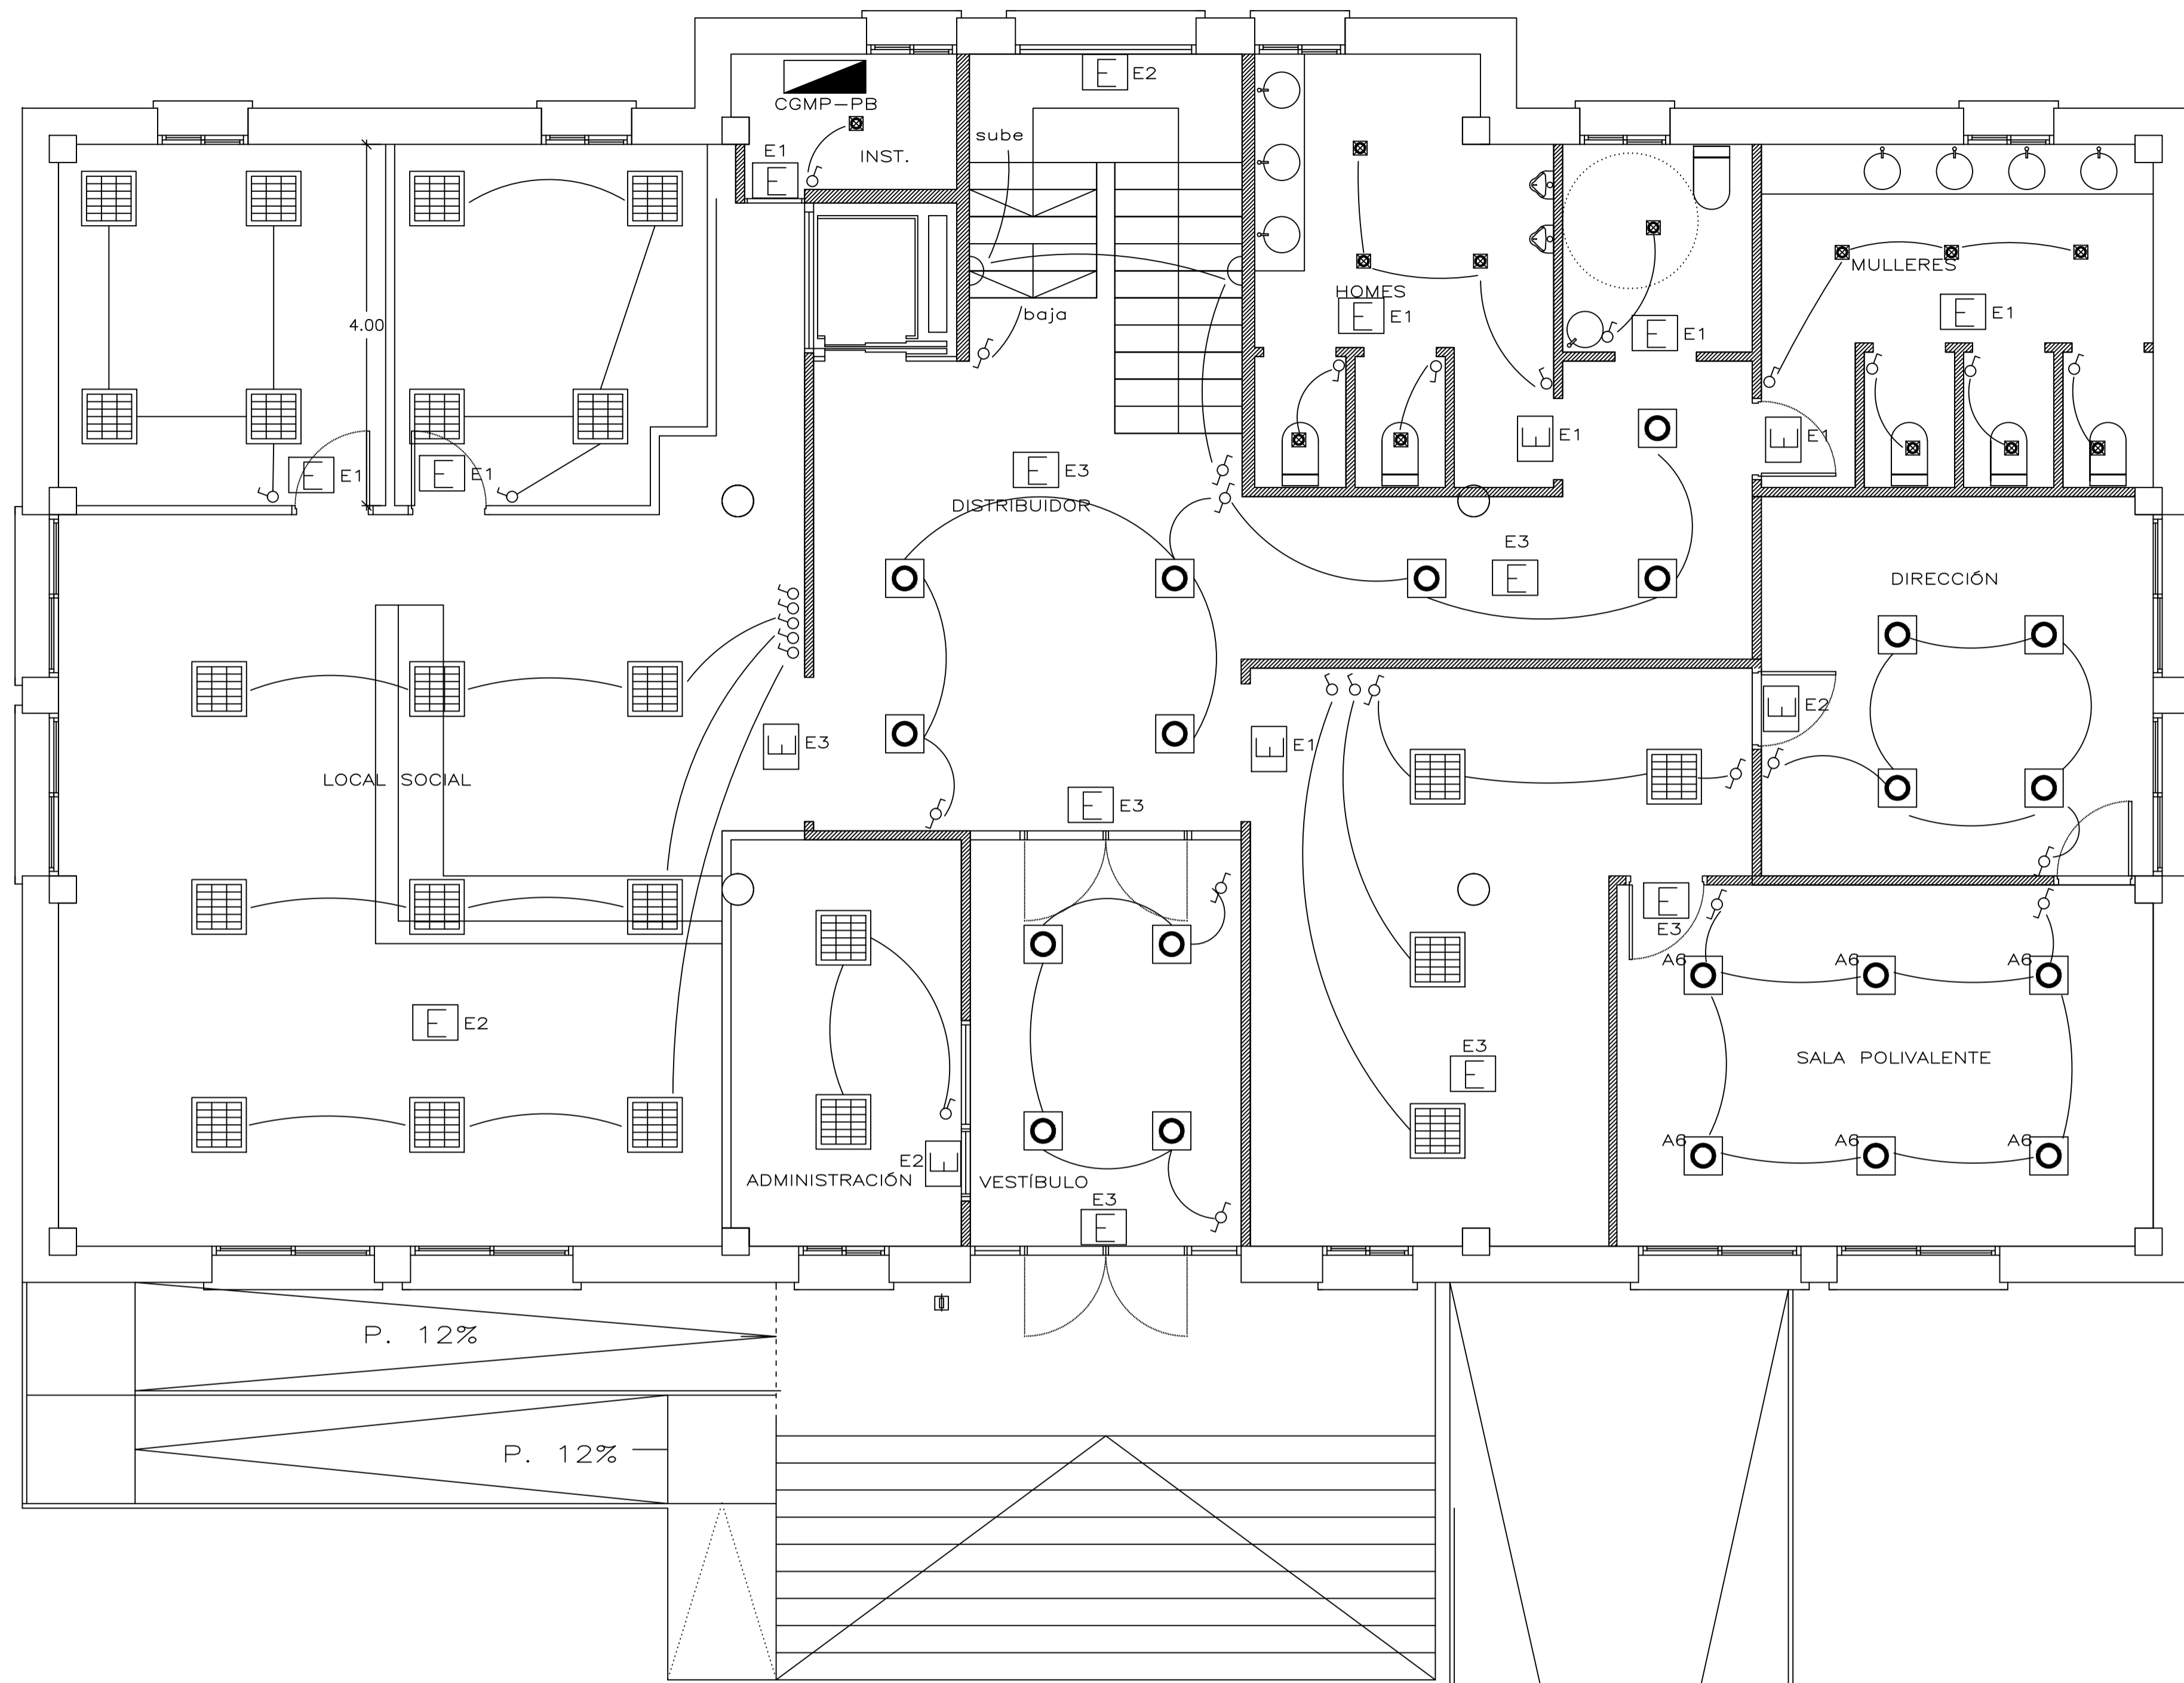 E E2
CGMP-PB
sube
INST.
E1
E
4.00
HOMES
E E1
baja
E E1
MULLERES
E E1
E E1
E E1
E E3
DISTRIBUIDOR
E E1
E E1
E3
E
DIRECCIÓN
LOCAL SOCIAL
E E3
E E1
E E2
E E3
E
E3
E E2
A6
A6
A6
E3
E
SALA POLIVALENTE
A6
A6
A6
ADMINISTRACIÓN
E2 E
VESTÍBULO
E3
E
P. 12%
P. 12%